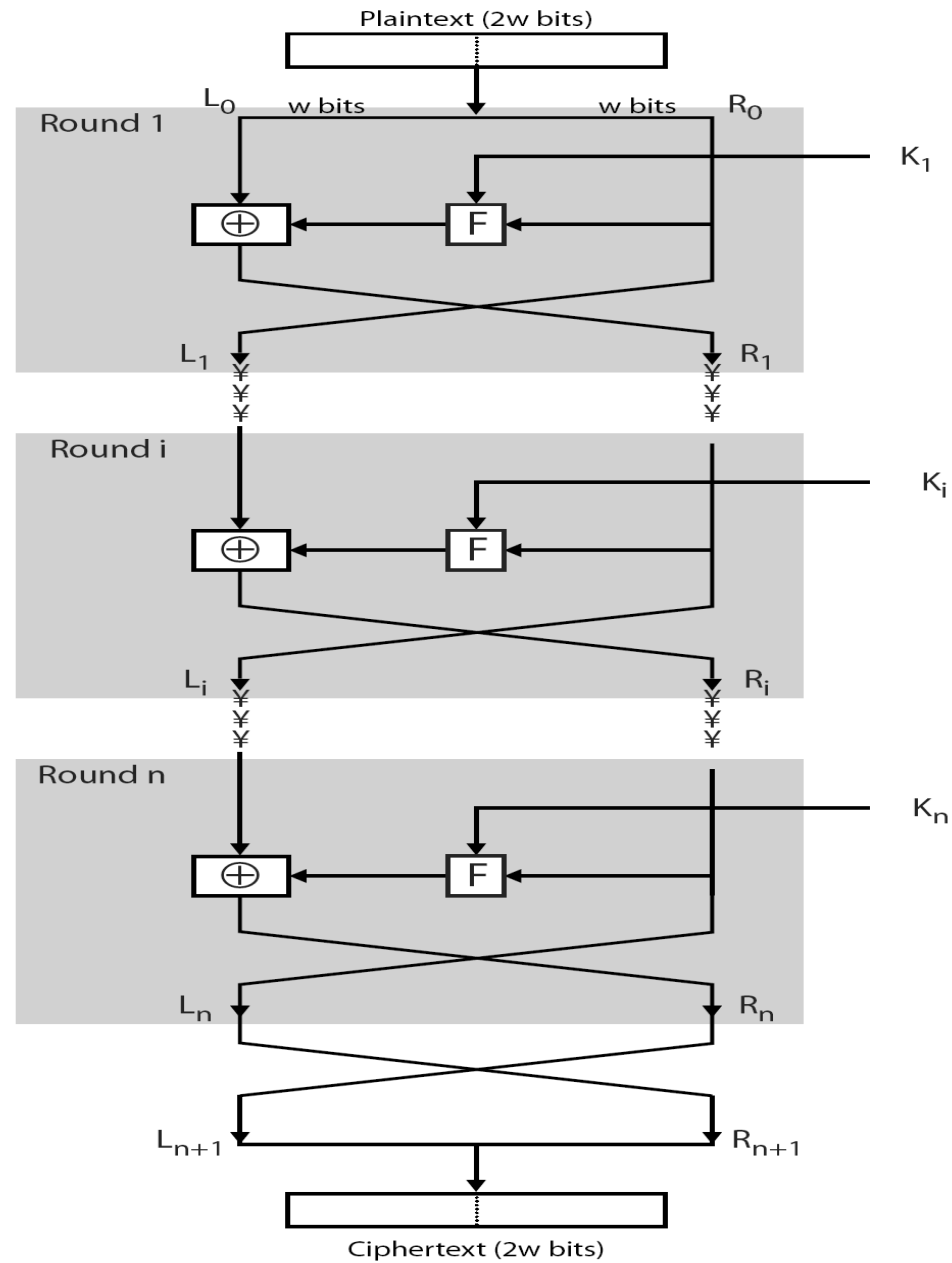 Plaintext (2w bits)
L0 w bits w bits R0
Round 1
K1
⊕ F
L1 R1
¥ ¥
¥ ¥
¥ ¥
Round i
Ki
⊕ F
Li Ri
¥ ¥
¥ ¥
¥ ¥
Round n
Kn
⊕ F
Ln Rn
Ln+1 Rn+1
Ciphertext (2w bits)